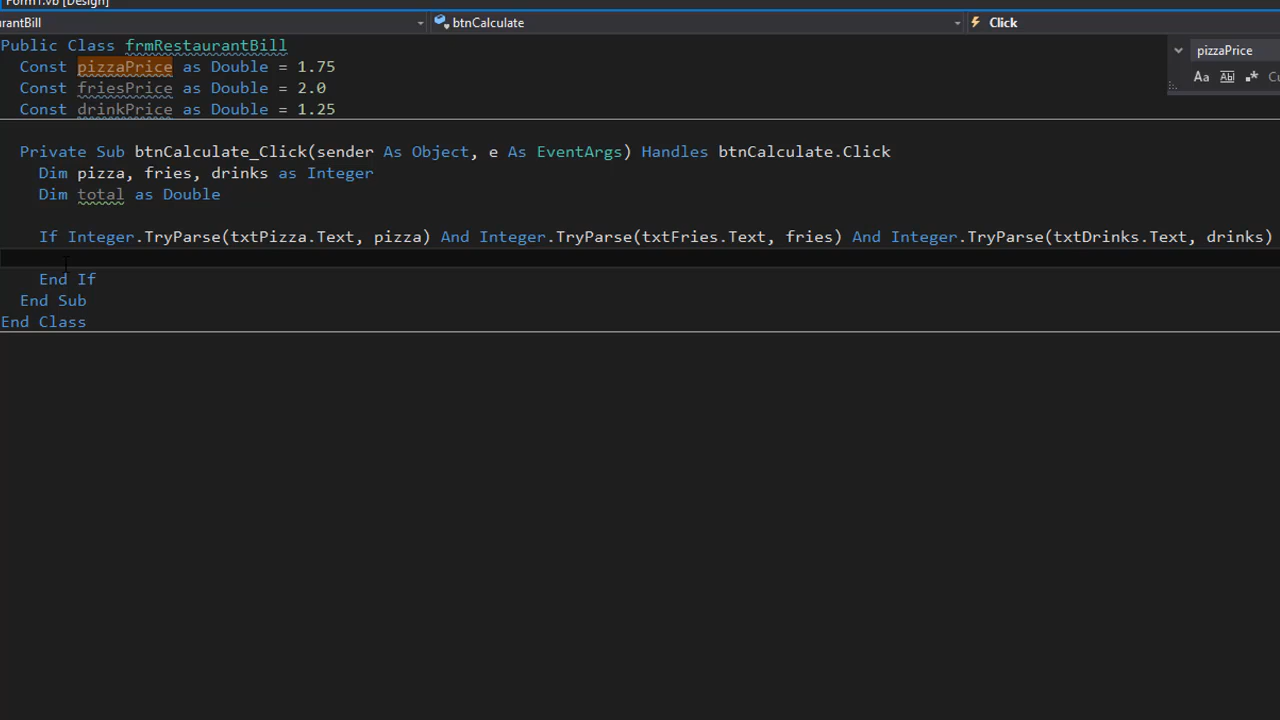 Form1.vb [Design]
rantBill btnCalculate Click
Public Class frmRestaurantBill
pizzaPrice
Const pizzaPrice as Double = 1.75
Aa Ab
Const friesPrice as Double = 2.0
Const drinkPrice as Double = 1.25
Private Sub btnCalculate_Click(sender As Object, e As EventArgs) Handles btnCalculate.Click
Dim pizza, fries, drinks as Integer
Dim total as Double
If Integer.TryParse(txtPizza.Text, pizza) And Integer.TryParse(txtFries.Text, fries) And Integer.TryParse(txtDrinks.Text, drinks)
End If
End Sub
End Class